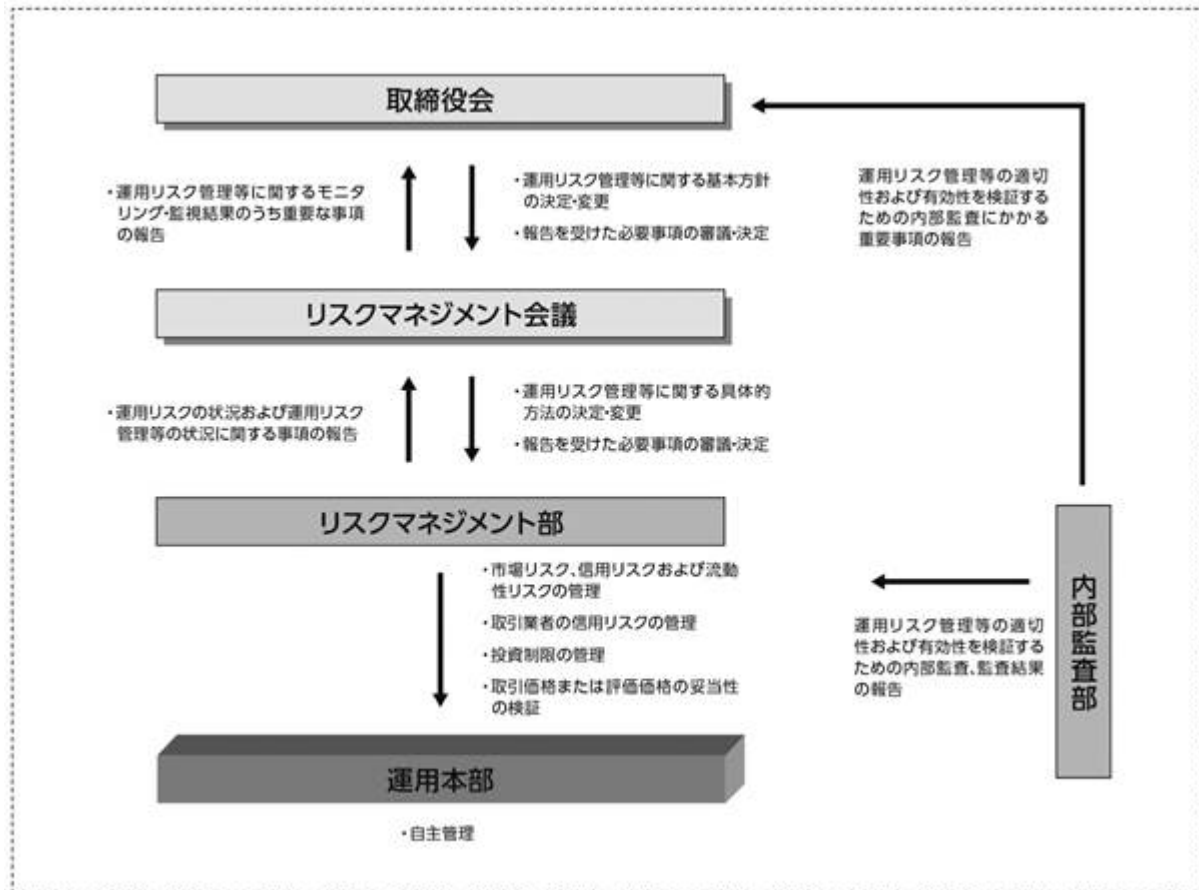 取締役会
・運用リスク管理等に関するモニタ
リング・監視結果のうち重要な事項
の報告
・運用リスク管理等に関する基本方針
の決定・変更
・報告を受けた必要事項の審議・決定
運用リスク管理等の適切
性および有効性を検証する
ための内部監査にかかる
重要事項の報告
リスクマネジメント会議
・運用リスクの状況および運用リスク
管理等の状況に関する事項の報告
・運用リスク管理等に関する具体的
方法の決定・変更
・報告を受けた必要事項の審議・決定
リスクマネジメント部
・市場リスク、信用リスクおよび流動
性リスクの管理
・取引業者の信用リスクの管理
・投資制限の管理
・取引価格または評価価格の妥当性
の検証
運用リスク管理等の適切
性および有効性を検証する
ための内部監査、監査結果
の報告
内部監査部
運用本部
・自主管理